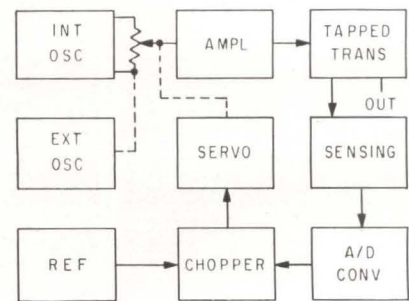 INT
OSC
AMPL
TAPPED
TRANS
OUT
EXT
OSC
SERVO
SENSING
REF
CHOPPER
A/D
CONV